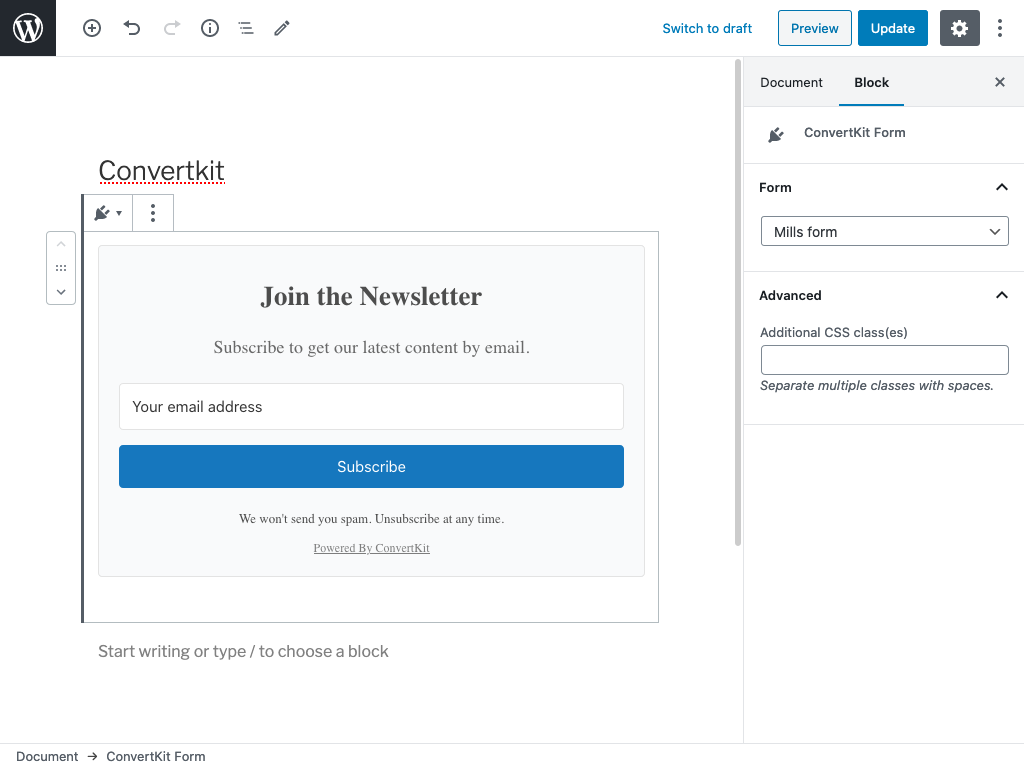 Switch to draft
Preview
Update
Document
Block
ConvertKit Form
Form
Mills form
Advanced
Additional CSS class(es)
Separate multiple classes with spaces.
Convertkit
Join the Newsletter
Subscribe to get our latest content by email.
Your email address
Subscribe
We won't send you spam. Unsubscribe at any time.
Powered By ConvertKit
Start writing or type / to choose a block
Document → ConvertKit Form